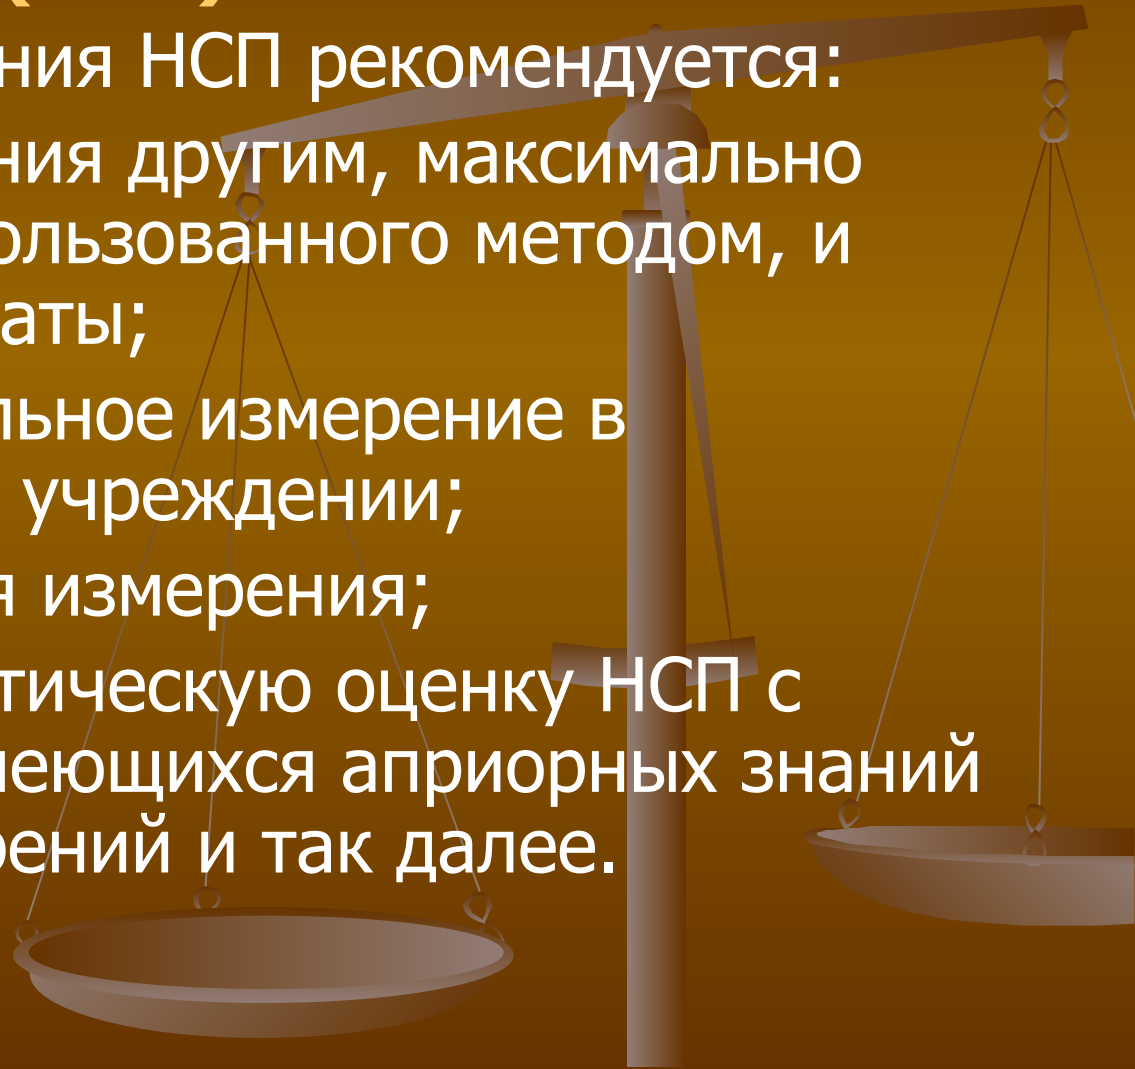 ния НСП рекомендуется:
ния другим, максимально
ользованного методом, и
аты;
льное измерение в
учреждении;
я измерения;
тическую оценку НСП с
меющихся априорных знаний
рений и так далее.